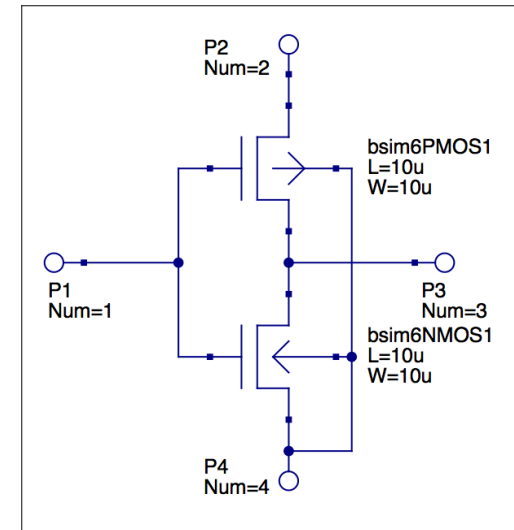 P2
Num=2
bsim6PMOS1
L=10u
W=10u
P1
Num=1
P3
Num=3
bsim6NMOS1
L=10u
W=10u
P4
Num=4